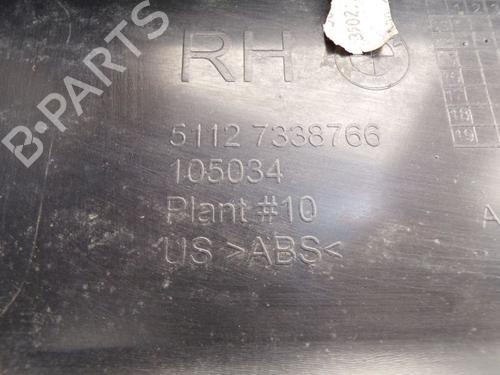 RH
5112 7338766
105034
Plant #10
US >ABS<
B-PARTS